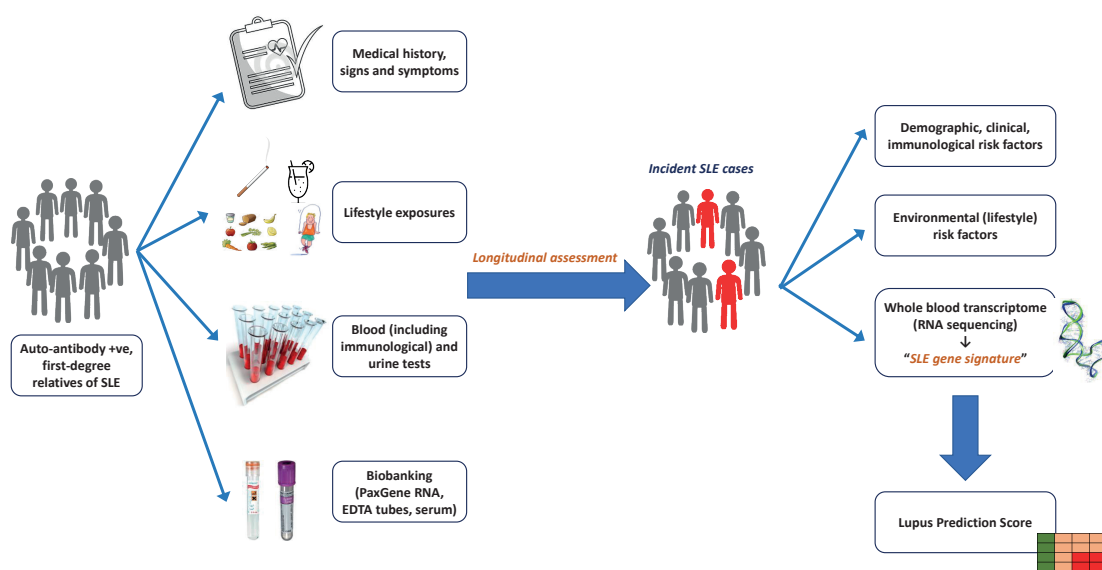 Medical history,
signs and symptoms
Lifestyle exposures
Blood (including
immunological) and
urine tests
Biobanking
(PaxGene RNA,
EDTA tubes, serum)
Auto-antibody +ve,
first-degree
relatives of SLE
Longitudinal assessment
Incident SLE cases
Demographic, clinical,
immunological risk factors
Environmental (lifestyle)
risk factors
Whole blood transcriptome
(RNA sequencing)
↓
“SLE gene signature”
Lupus Prediction Score